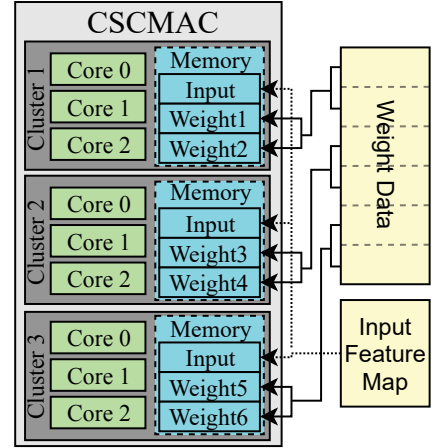 CSCMAC
Cluster 1
Core 0
Core 1
Core 2
Memory
Input
Weight1
Weight2
Cluster 2
Core 0
Core 1
Core 2
Memory
Input
Weight3
Weight4
Cluster 3
Core 0
Core 1
Core 2
Memory
Input
Weight5
Weight6
Weight Data
Input
Feature
Map